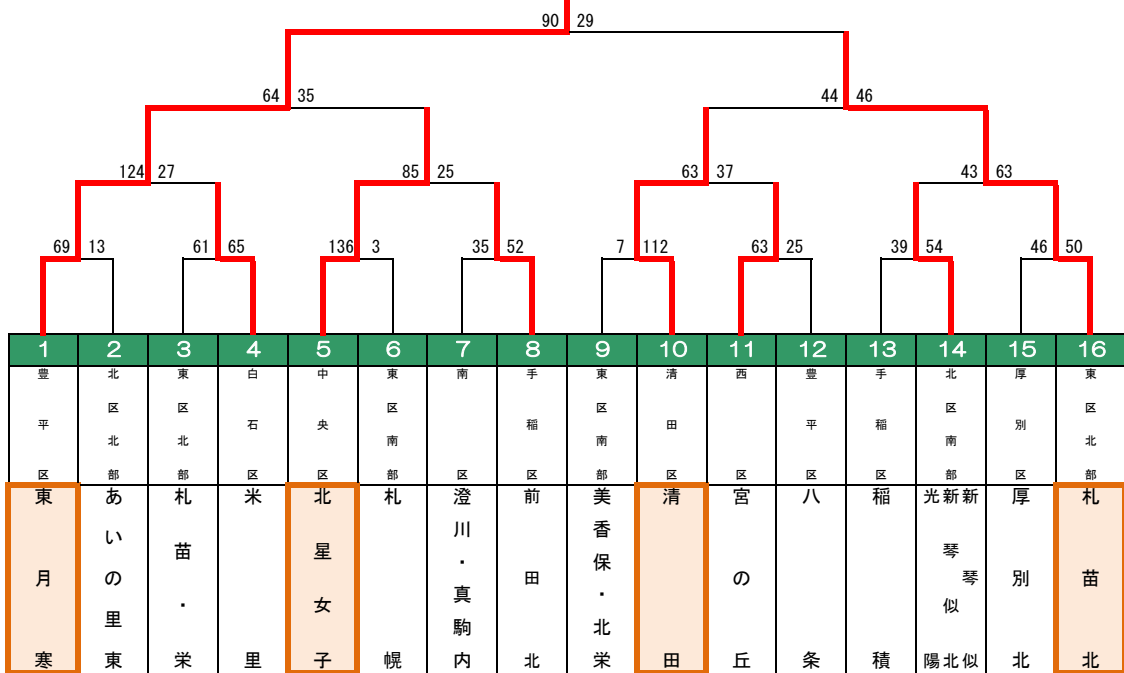 90 29
64 35
44 46
124 27
85 25
63 37
43 63
69 13
61 65
136 3
35 52
7 112
63 25
39 54
46 50
1 2 3 4 5 6 7 8 9 10 11 12 13 14 15 16
豊平区
北区北部
東区北部
白石区
中央区
東区南部
南区
手稲区
東区南部
清田区
西区
豊平区
手稲区
北区南部
厚別区
東区北部
東月寒
あいの里東
札苗・栄
米里
北星女子
札幌
澄川・真駒内
前田北
美香保・北栄
清田
宮の丘
八条
稲積
新琴似
新琴似北
光陽
厚別北
札苗北